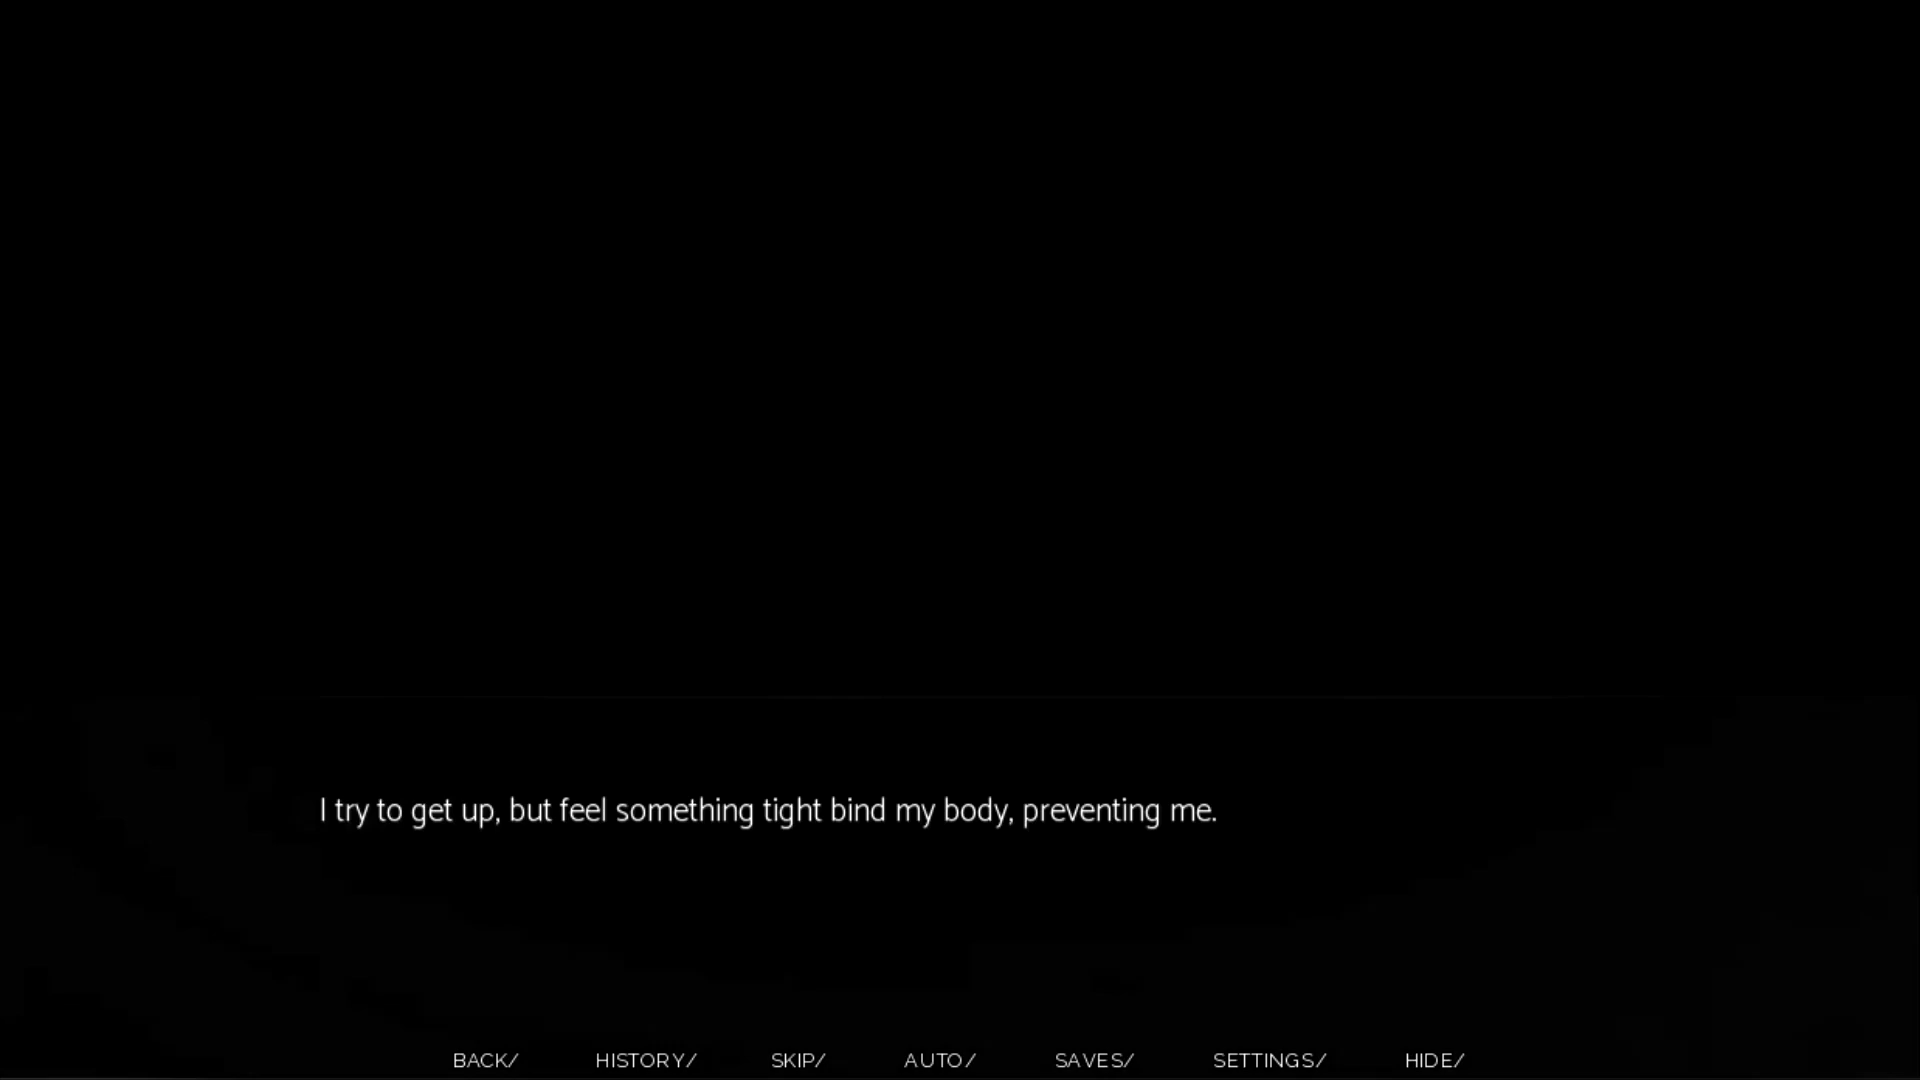 I try to get up, but feel something tight bind my body, preventing me.
BACK/ HISTORY/ SKIP/ AUTO/ SAVES/ SETTINGS/ HIDE/